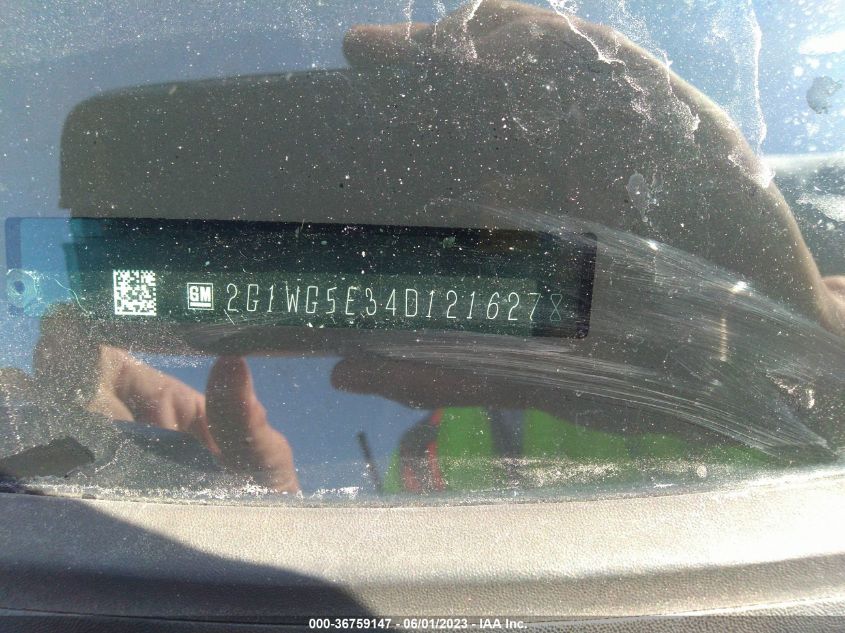 GM 2G1WG5E34D1216278
000-36759147 - 06/01/2023 - IAA Inc.